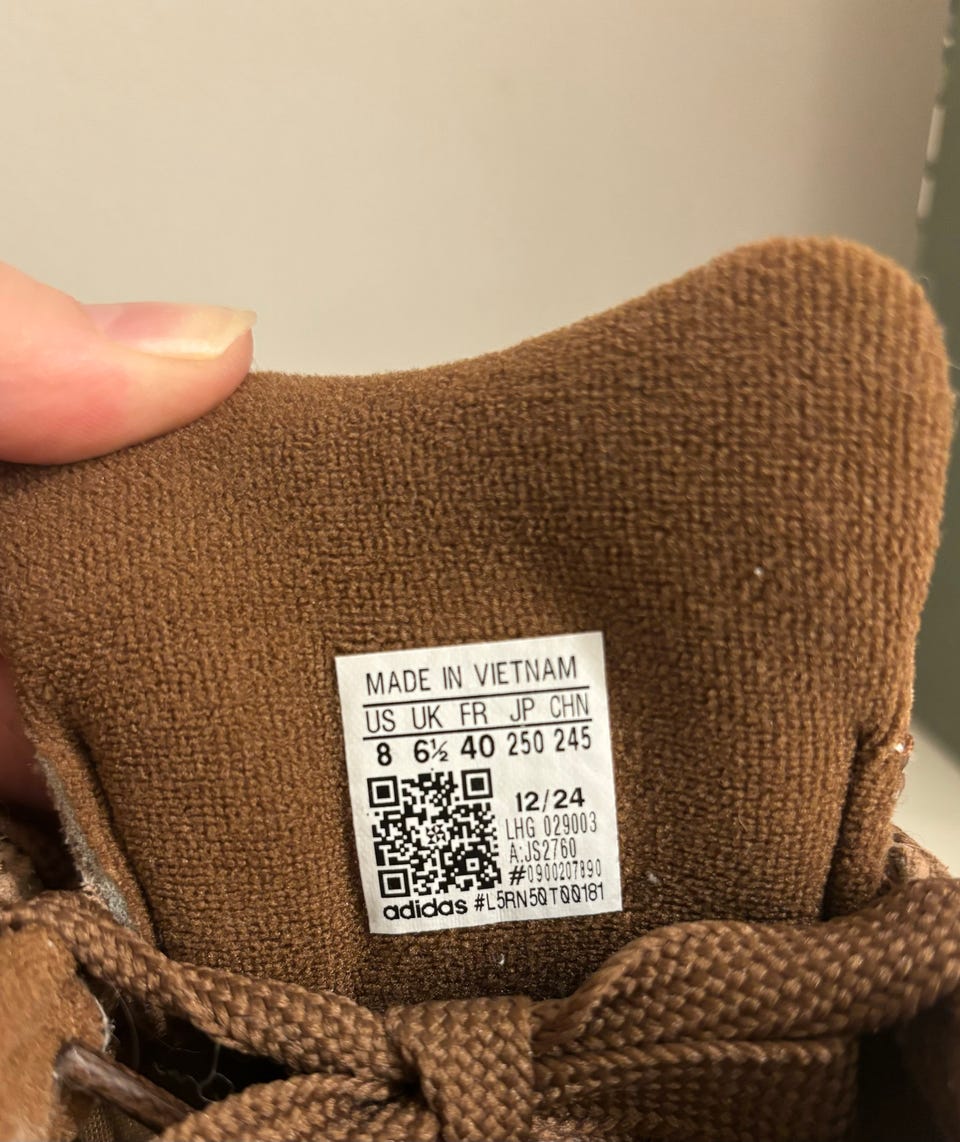 MADE IN VIETNAM
US UK FR JP CHN
8 6½ 40 250 245
12/24
LHG 029003
A:JS2760
#0900207890
adidas #L5RN50T00181